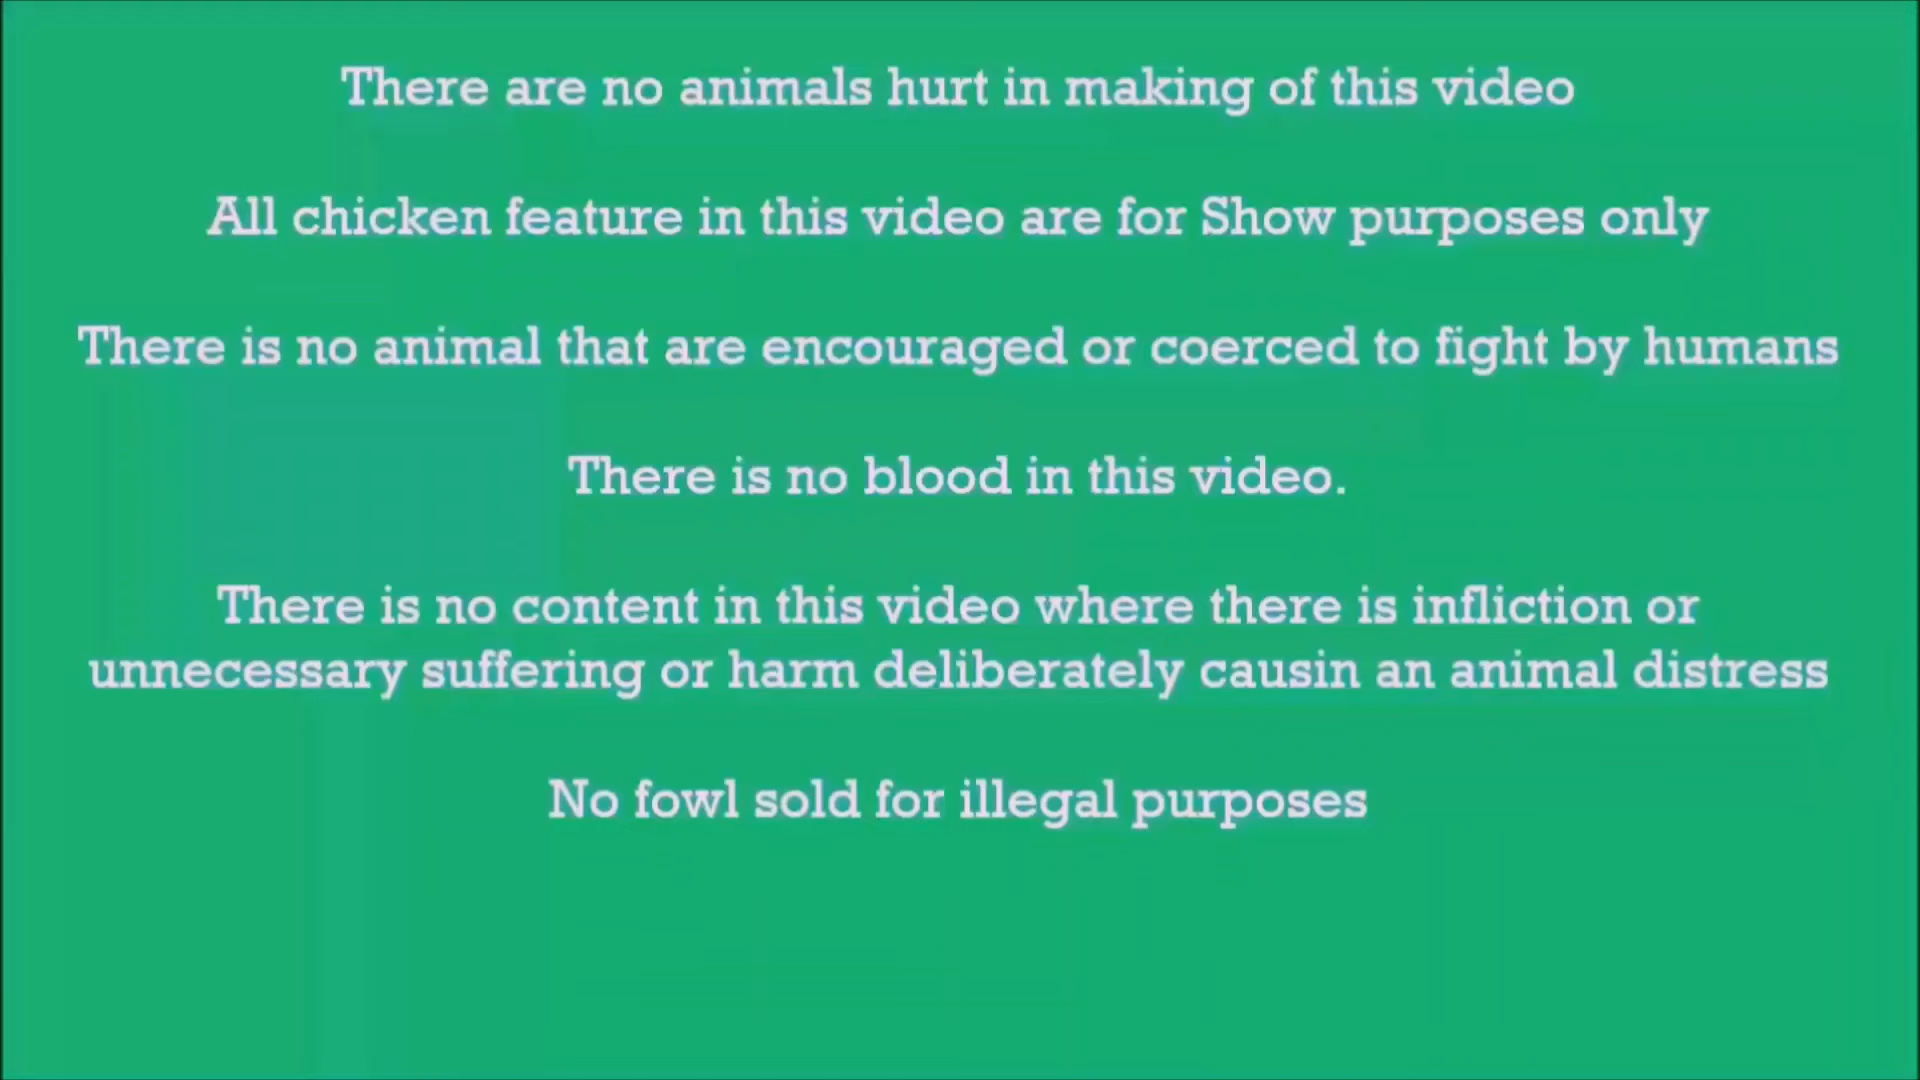 There are no animals hurt in making of this video
All chicken feature in this video are for Show purposes only
There is no animal that are encouraged or coerced to fight by humans
There is no blood in this video.
There is no content in this video where there is infliction or
unnecessary suffering or harm deliberately causin an animal distress
No fowl sold for illegal purposes